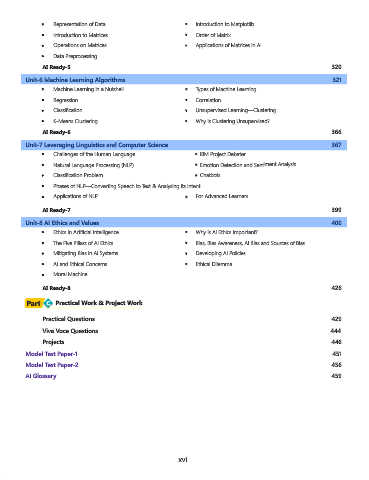 • Representation of Data • Introduction to Matplotlib
• Introduction to Matrices • Order of Matrix
• Operations on Matrices • Applications of Matrices in AI
• Data Preprocessing
AI Ready-5 320
Unit-6 Machine Learning Algorithms 321
• Machine Learning in a Nutshell • Types of Machine Learning
• Regression • Correlation
• Classification • Unsupervised Learning—Clustering
• K-Means Clustering • Why is Clustering Unsupervised?
AI Ready-6 366
Unit-7 Leveraging Linguistics and Computer Science 367
• Challenges of the Human Language • IBM Project Debater
• Natural Language Processing (NLP) • Emotion Detection and Sentiment Analysis
• Classification Problem • Chatbots
• Phases of NLP—Converting Speech to Text & Analysing its Intent
• Applications of NLP • For Advanced Learners
AI Ready-7 399
Unit-8 AI Ethics and Values 400
• Ethics in Artificial Intelligence • Why is AI Ethics Important?
• The Five Pillars of AI Ethics • Bias, Bias Awareness, AI Bias and Sources of Bias
• Mitigating Bias in AI Systems • Developing AI Policies
• AI and Ethical Concerns • Ethical Dilemma
• Moral Machine
AI Ready-8 428
Part C Practical Work & Project Work
Practical Questions 429
Viva Voce Questions 444
Projects 446
Model Test Paper-1 451
Model Test Paper-2 456
AI Glossary 459
xvi